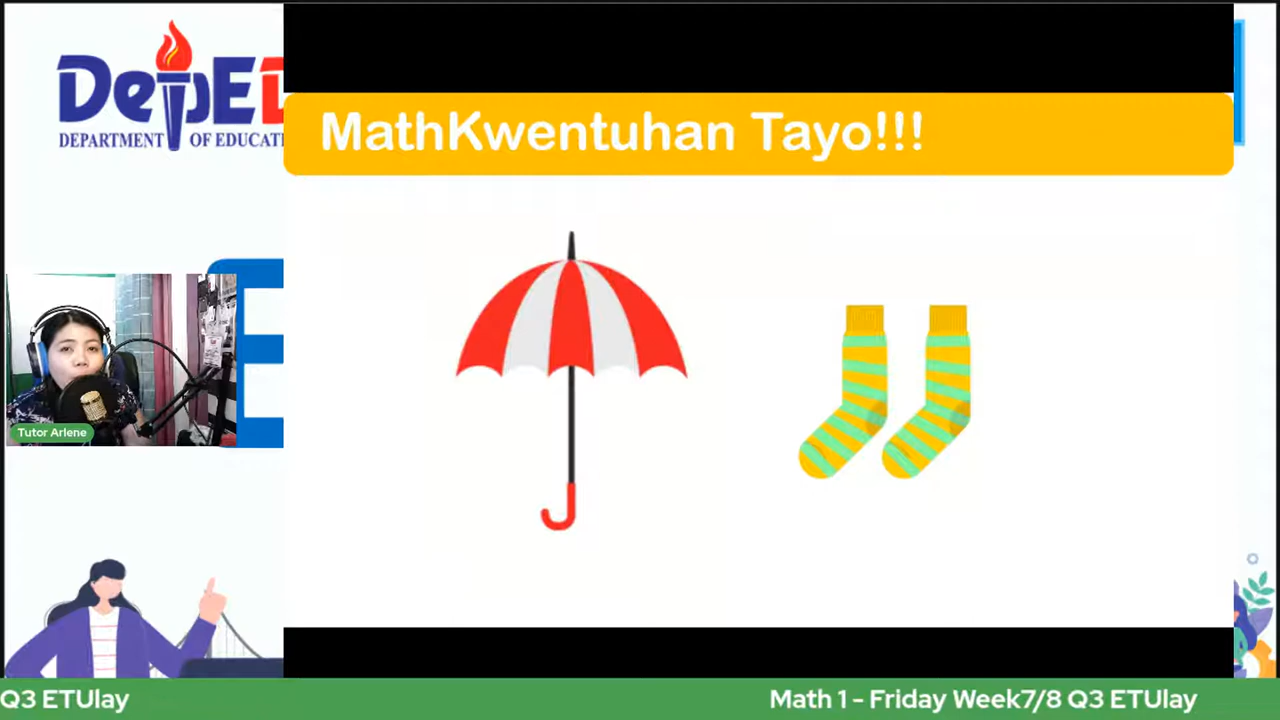 DepED
DEPARTMENT OF EDUCATI
MathKwentuhan Tayo!!!
Tutor Arlene
Q3 ETUlay
Math 1 - Friday Week7/8 Q3 ETUlay